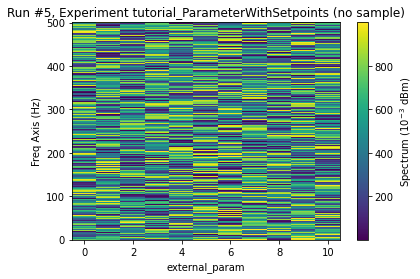 Run #5, Experiment tutorial_ParameterWithSetpoints (no sample)
500
400
300
200
100
0
Freq Axis (Hz)
0 2 4 6 8 10
external_param
800
600
400
200
Spectrum (10⁻³ dBm)